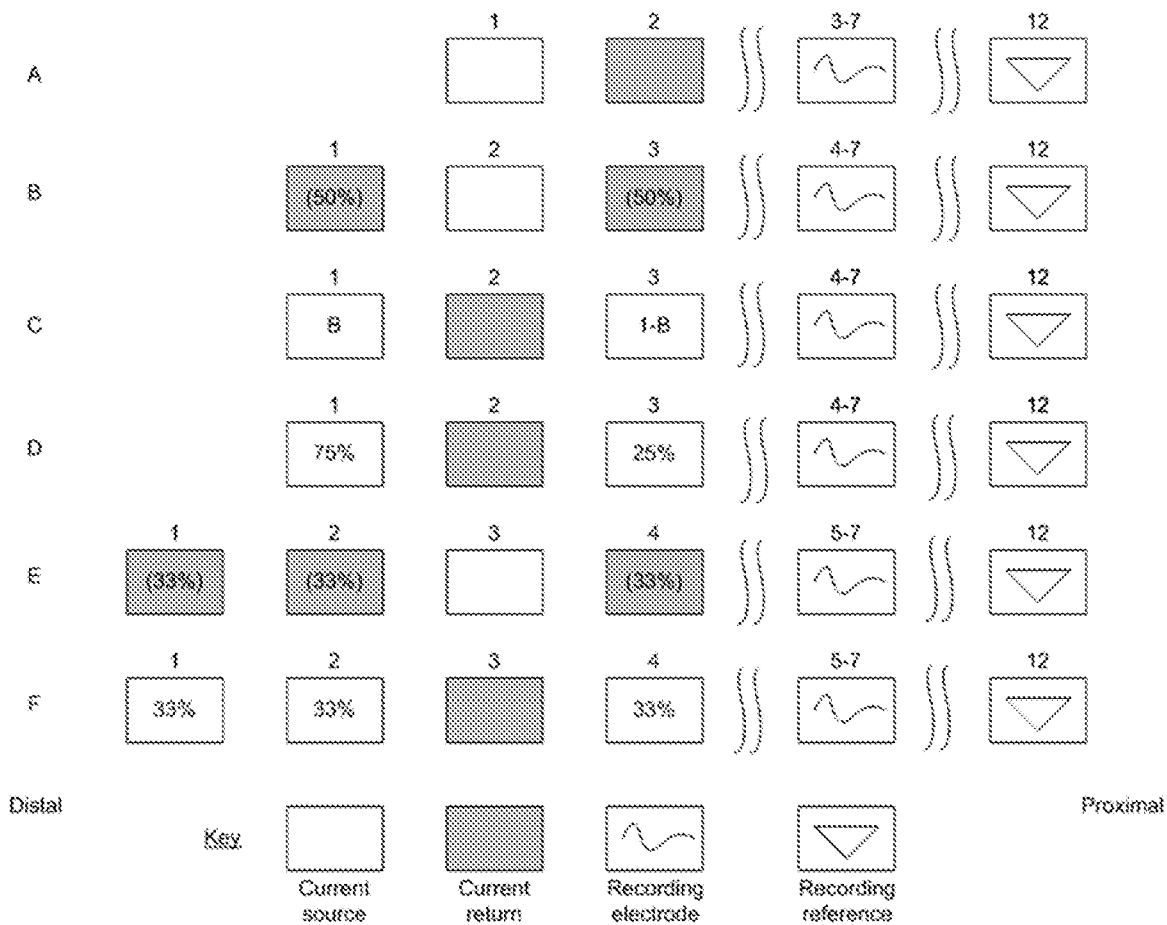 1 2 3-7 12
A
1 2 3 4-7 12
B (50%) (50%)
1 2 3 4-7 12
C B 1-B
1 2 3 4-7 12
D 75% 25%
1 2 3 4 5-7 12
E (33%) (33%) (33%)
1 2 3 4 5-7 12
F 33% 33% 33%
Distal Proximal
Key
Current source Current return Recording electrode Recording reference